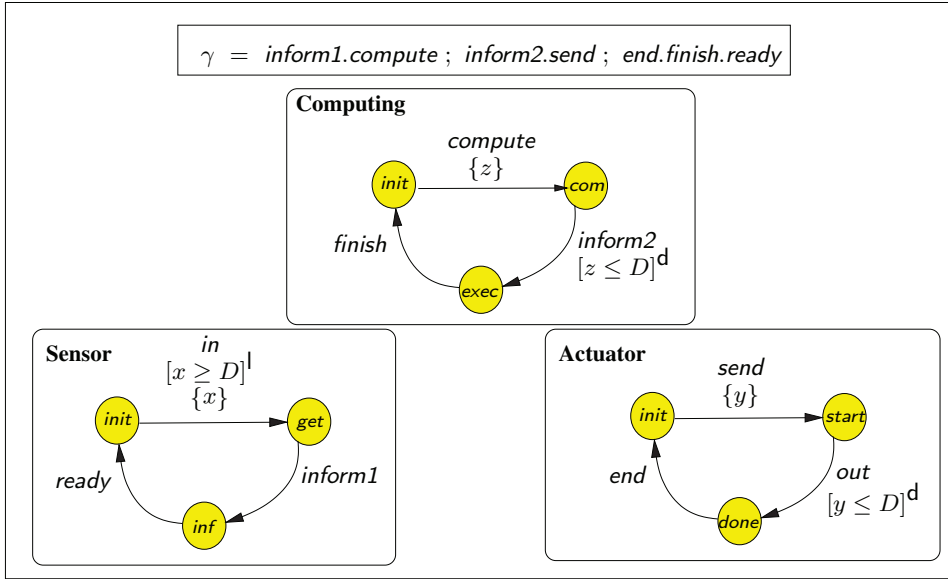 γ = inform1.compute ; inform2.send ; end.finish.ready
Computing
compute
{z}
init
com
finish
inform2
[z ≤ D]ᵈ
exec
Sensor
in
[x ≥ D]ˡ
{x}
init
get
ready
inform1
inf
Actuator
send
{y}
init
start
end
out
[y ≤ D]ᵈ
done